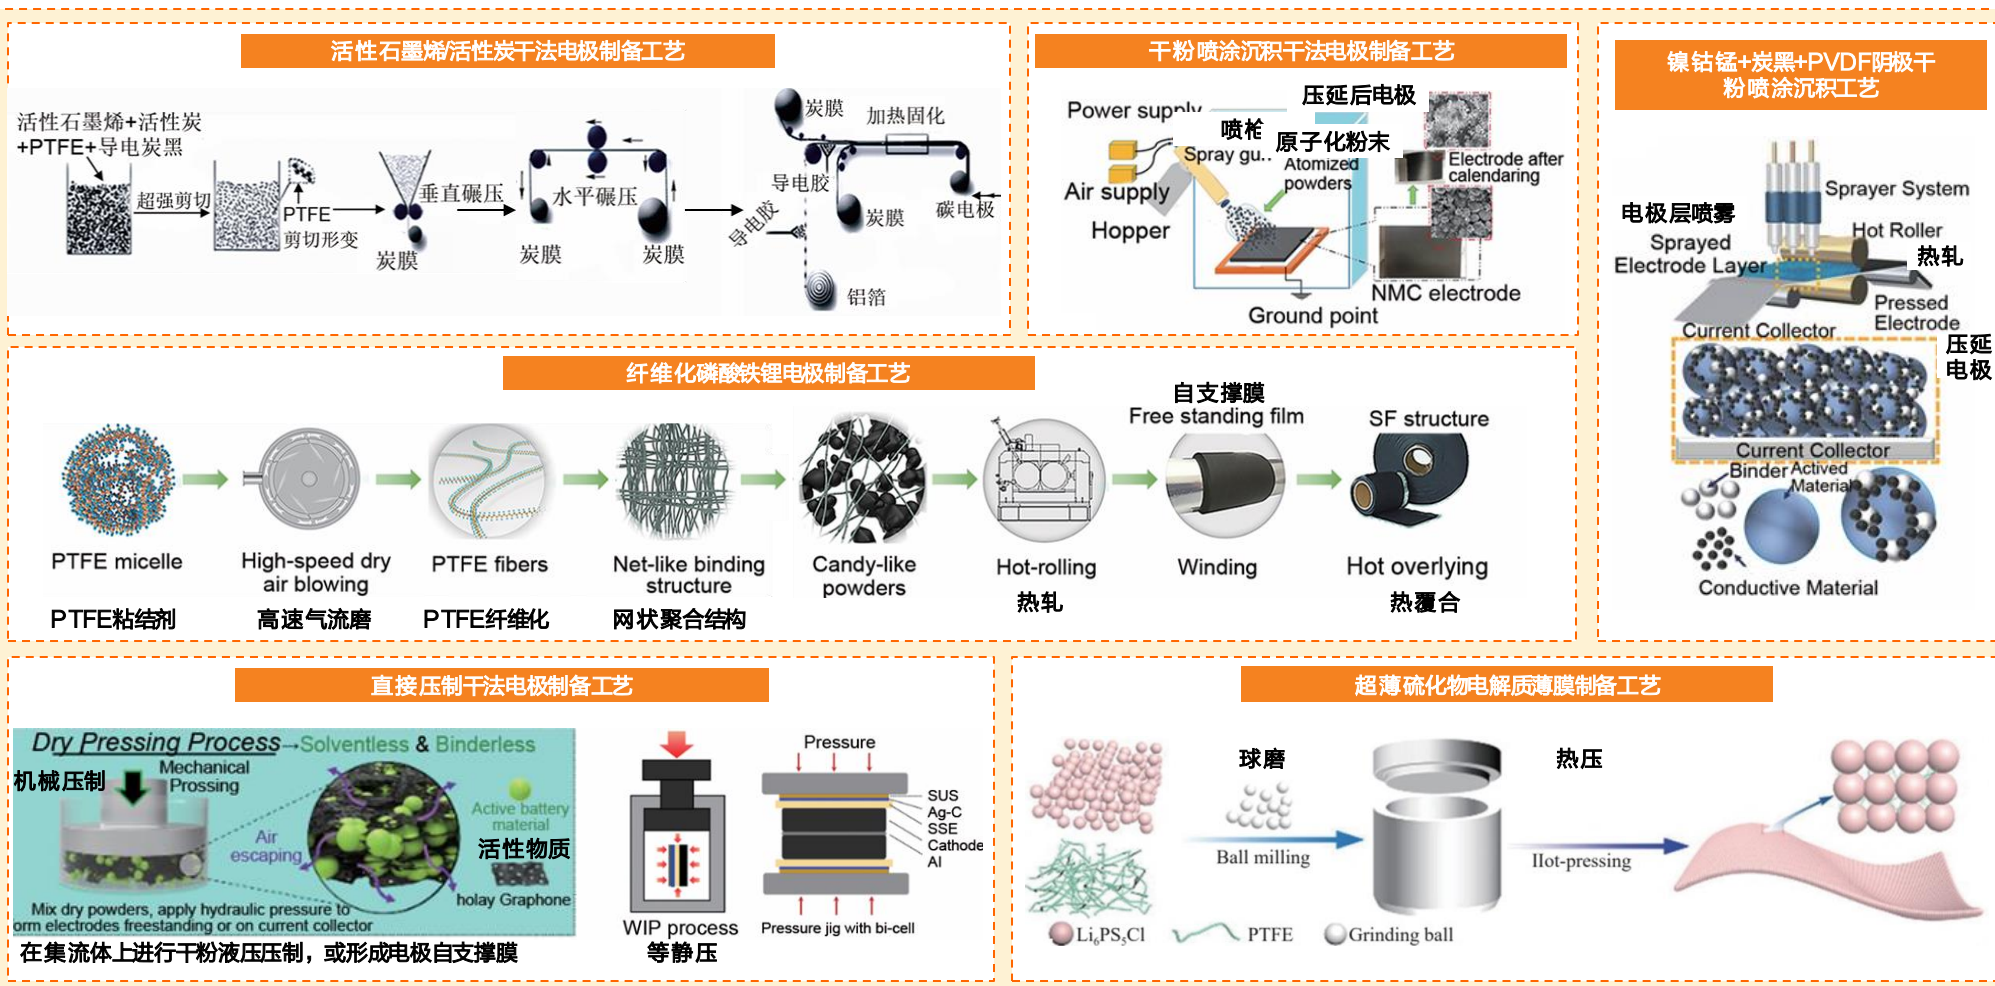 活性石墨烯/活性炭干法电极制备工艺
活性石墨烯+活性炭
+PTFE+导电炭黑
超强剪切
PTFE
剪切形变
炭膜
垂直碾压
炭膜
水平碾压
炭膜
炭膜
加热固化
导电胶
炭膜
碳电极
导电胶
铝箔
干粉喷涂沉积干法电极制备工艺
Power supply
压延后电极
喷枪
原子化粉末
Spray gun
Atomized
powders
Electrode after
calendaring
Air supply
Hopper
NMC electrode
Ground point
镍钴锰+炭黑+PVDF阴极干
粉喷涂沉积工艺
Sprayer System
电极层喷雾
Sprayed
Electrode Layer
Hot Roller
热轧
Pressed
Electrode
Current Collector
压延
电极
Current Collector
Binder
Actived
Material
Conductive Material
纤维化磷酸铁锂电极制备工艺
自支撑膜
Free standing film
SF structure
PTFE micelle
High-speed dry
air blowing
PTFE fibers
Net-like binding
structure
Candy-like
powders
Hot-rolling
Winding
Hot overlying
PTFE粘结剂
高速气流磨
PTFE纤维化
网状聚合结构
热轧
热覆合
直接压制干法电极制备工艺
Dry Pressing Process→Solventless & Binderless
机械压制
Mechanical
Prossing
Air
escaping
Active battery
material
活性物质
holay Graphone
Mix dry powders, apply hydraulic pressure to
orm electrodes freestanding or on current collector
在集流体上进行干粉液压压制，或形成电极自支撑膜
WIP process
等静压
Pressure
SUS
Ag-C
SSE
Cathode
Al
Pressure jig with bi-cell
超薄硫化物电解质薄膜制备工艺
球磨
Ball milling
热压
IIot-pressing
Li₆PS₅Cl
PTFE
Grinding ball